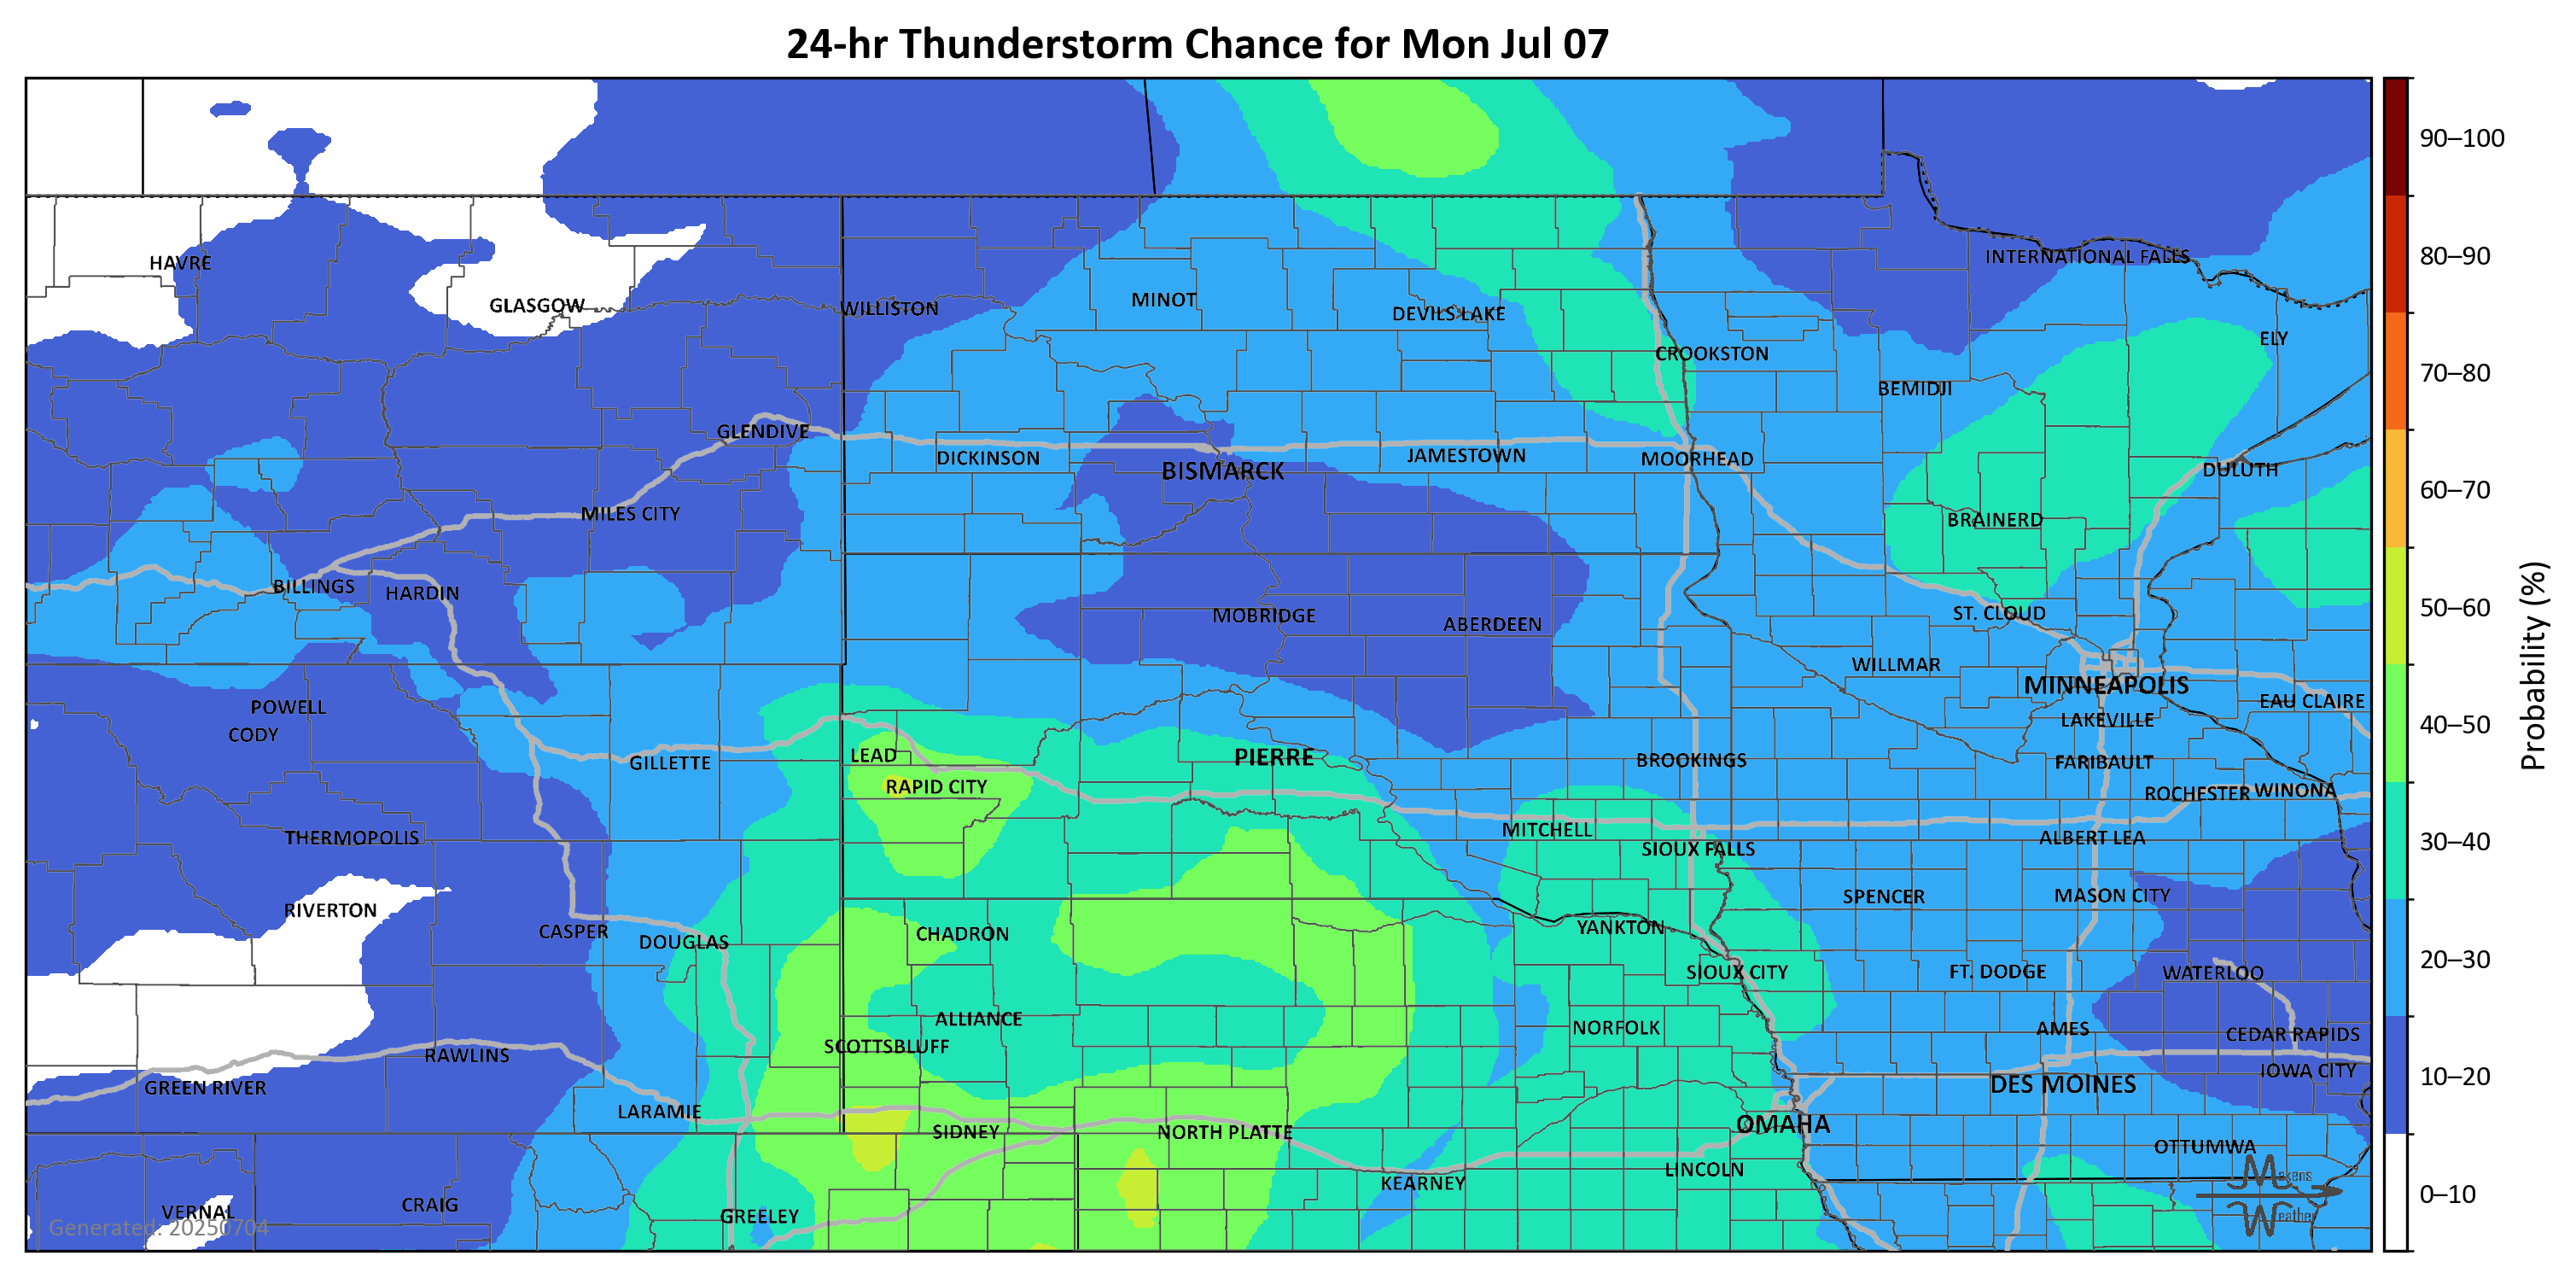 24-hr Thunderstorm Chance for Mon Jul 07
90–100
HAVRE
INTERNATIONAL FALLS
80–90
GLASGOW
WILLISTON
MINOT
DEVILS LAKE
ELY
CROOKSTON
70–80
BEMIDJI
GLENDIVE
DICKINSON
BISMARCK
JAMESTOWN
MOORHEAD
DULUTH
60–70
MILES CITY
BRAINERD
BILLINGS
HARDIN
MOBRIDGE
ABERDEEN
ST. CLOUD
50–60
WILLMAR
MINNEAPOLIS
POWELL
EAU CLAIRE
CODY
LAKEVILLE
40–50
GILLETTE
LEAD
PIERRE
BROOKINGS
FARIBAULT
RAPID CITY
ROCHESTER
WINONA
THERMOPOLIS
MITCHELL
ALBERT LEA
30–40
SIOUX FALLS
RIVERTON
SPENCER
MASON CITY
CASPER
DOUGLAS
CHADRON
YANKTON
20–30
SIOUX CITY
FT. DODGE
WATERLOO
ALLIANCE
NORFOLK
AMES
CEDAR RAPIDS
RAWLINS
SCOTTSBLUFF
GREEN RIVER
DES MOINES
IOWA CITY
10–20
LARAMIE
SIDNEY
NORTH PLATTE
OMAHA
OTTUMWA
LINCOLN
KEARNEY
Makens
Weather
VERNAL
CRAIG
GREELEY
0–10
Generated: 20250704
Probability (%)